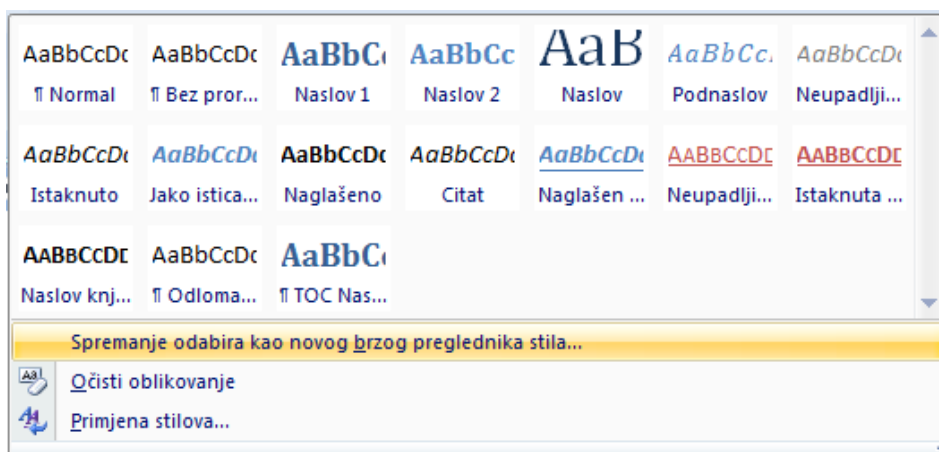 AaBbCcDc AaBbCcDc AaBbCc AaBbCc AaB AaBbCc. AaBbCcDc
¶ Normal ¶ Bez pror... Naslov 1 Naslov 2 Naslov Podnaslov Neupadlji...
AaBbCcDc AaBbCcDc AaBbCcDc AaBbCcDc AaBbCcDc AABBCCDD AABBCCDD
Istaknuto Jako istica... Naglašeno Citat Naglašen ... Neupadlji... Istaknuta ...
AABBCCDD AaBbCcDc AaBbCc
Naslov knj... ¶ Odloma... ¶ TOC Nas...
Spremanje odabira kao novog brzog preglednika stila...
Očisti oblikovanje
Primjena stilova...